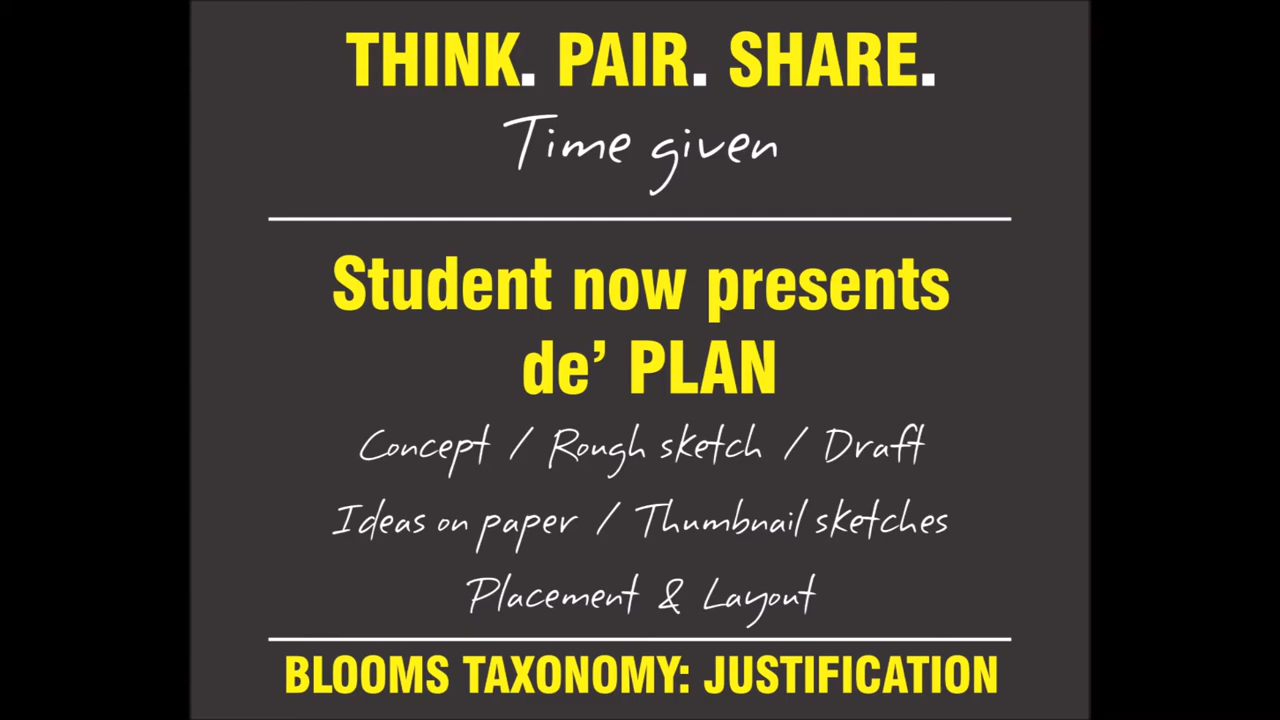 THINK. PAIR. SHARE.
Time given
Student now presents
de’ PLAN
Concept / Rough sketch / Draft
Ideas on paper / Thumbnail sketches
Placement & Layout
BLOOMS TAXONOMY: JUSTIFICATION